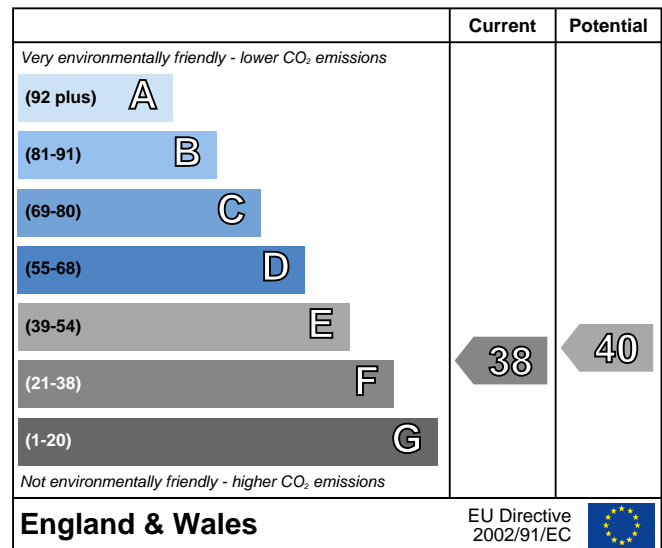 Current Potential
Very environmentally friendly - lower CO₂ emissions
(92 plus) A
(81-91) B
(69-80) C
(55-68) D
(39-54) E
(21-38) F
(1-20) G
38
40
Not environmentally friendly - higher CO₂ emissions
England & Wales
EU Directive
2002/91/EC